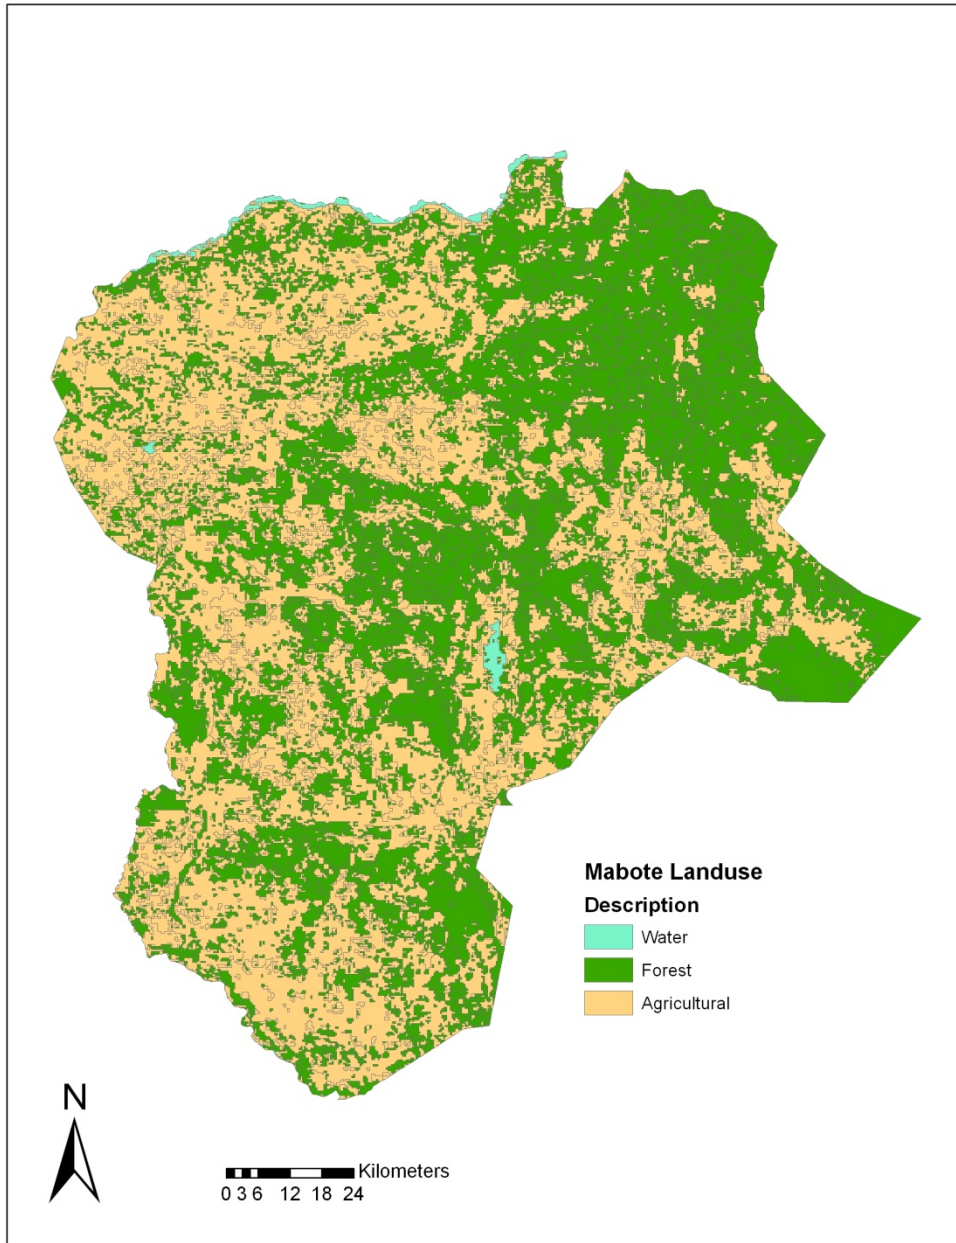 Mabote Landuse
Description
Water
Forest
Agricultural
N
Kilometers
0 3 6 12 18 24